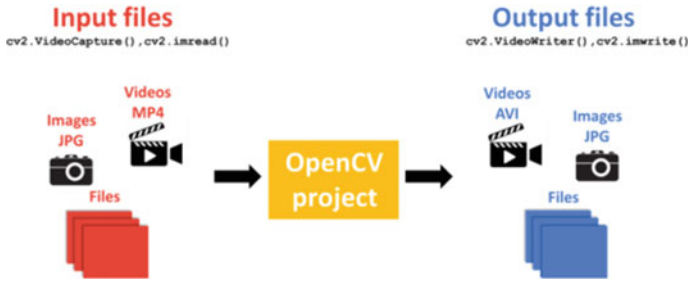 Input files
cv2.VideoCapture(),cv2.imread()
Videos
MP4
Images
JPG
Files
OpenCV
project
Output files
cv2.VideoWriter(),cv2.imwrite()
Videos
AVI
Images
JPG
Files